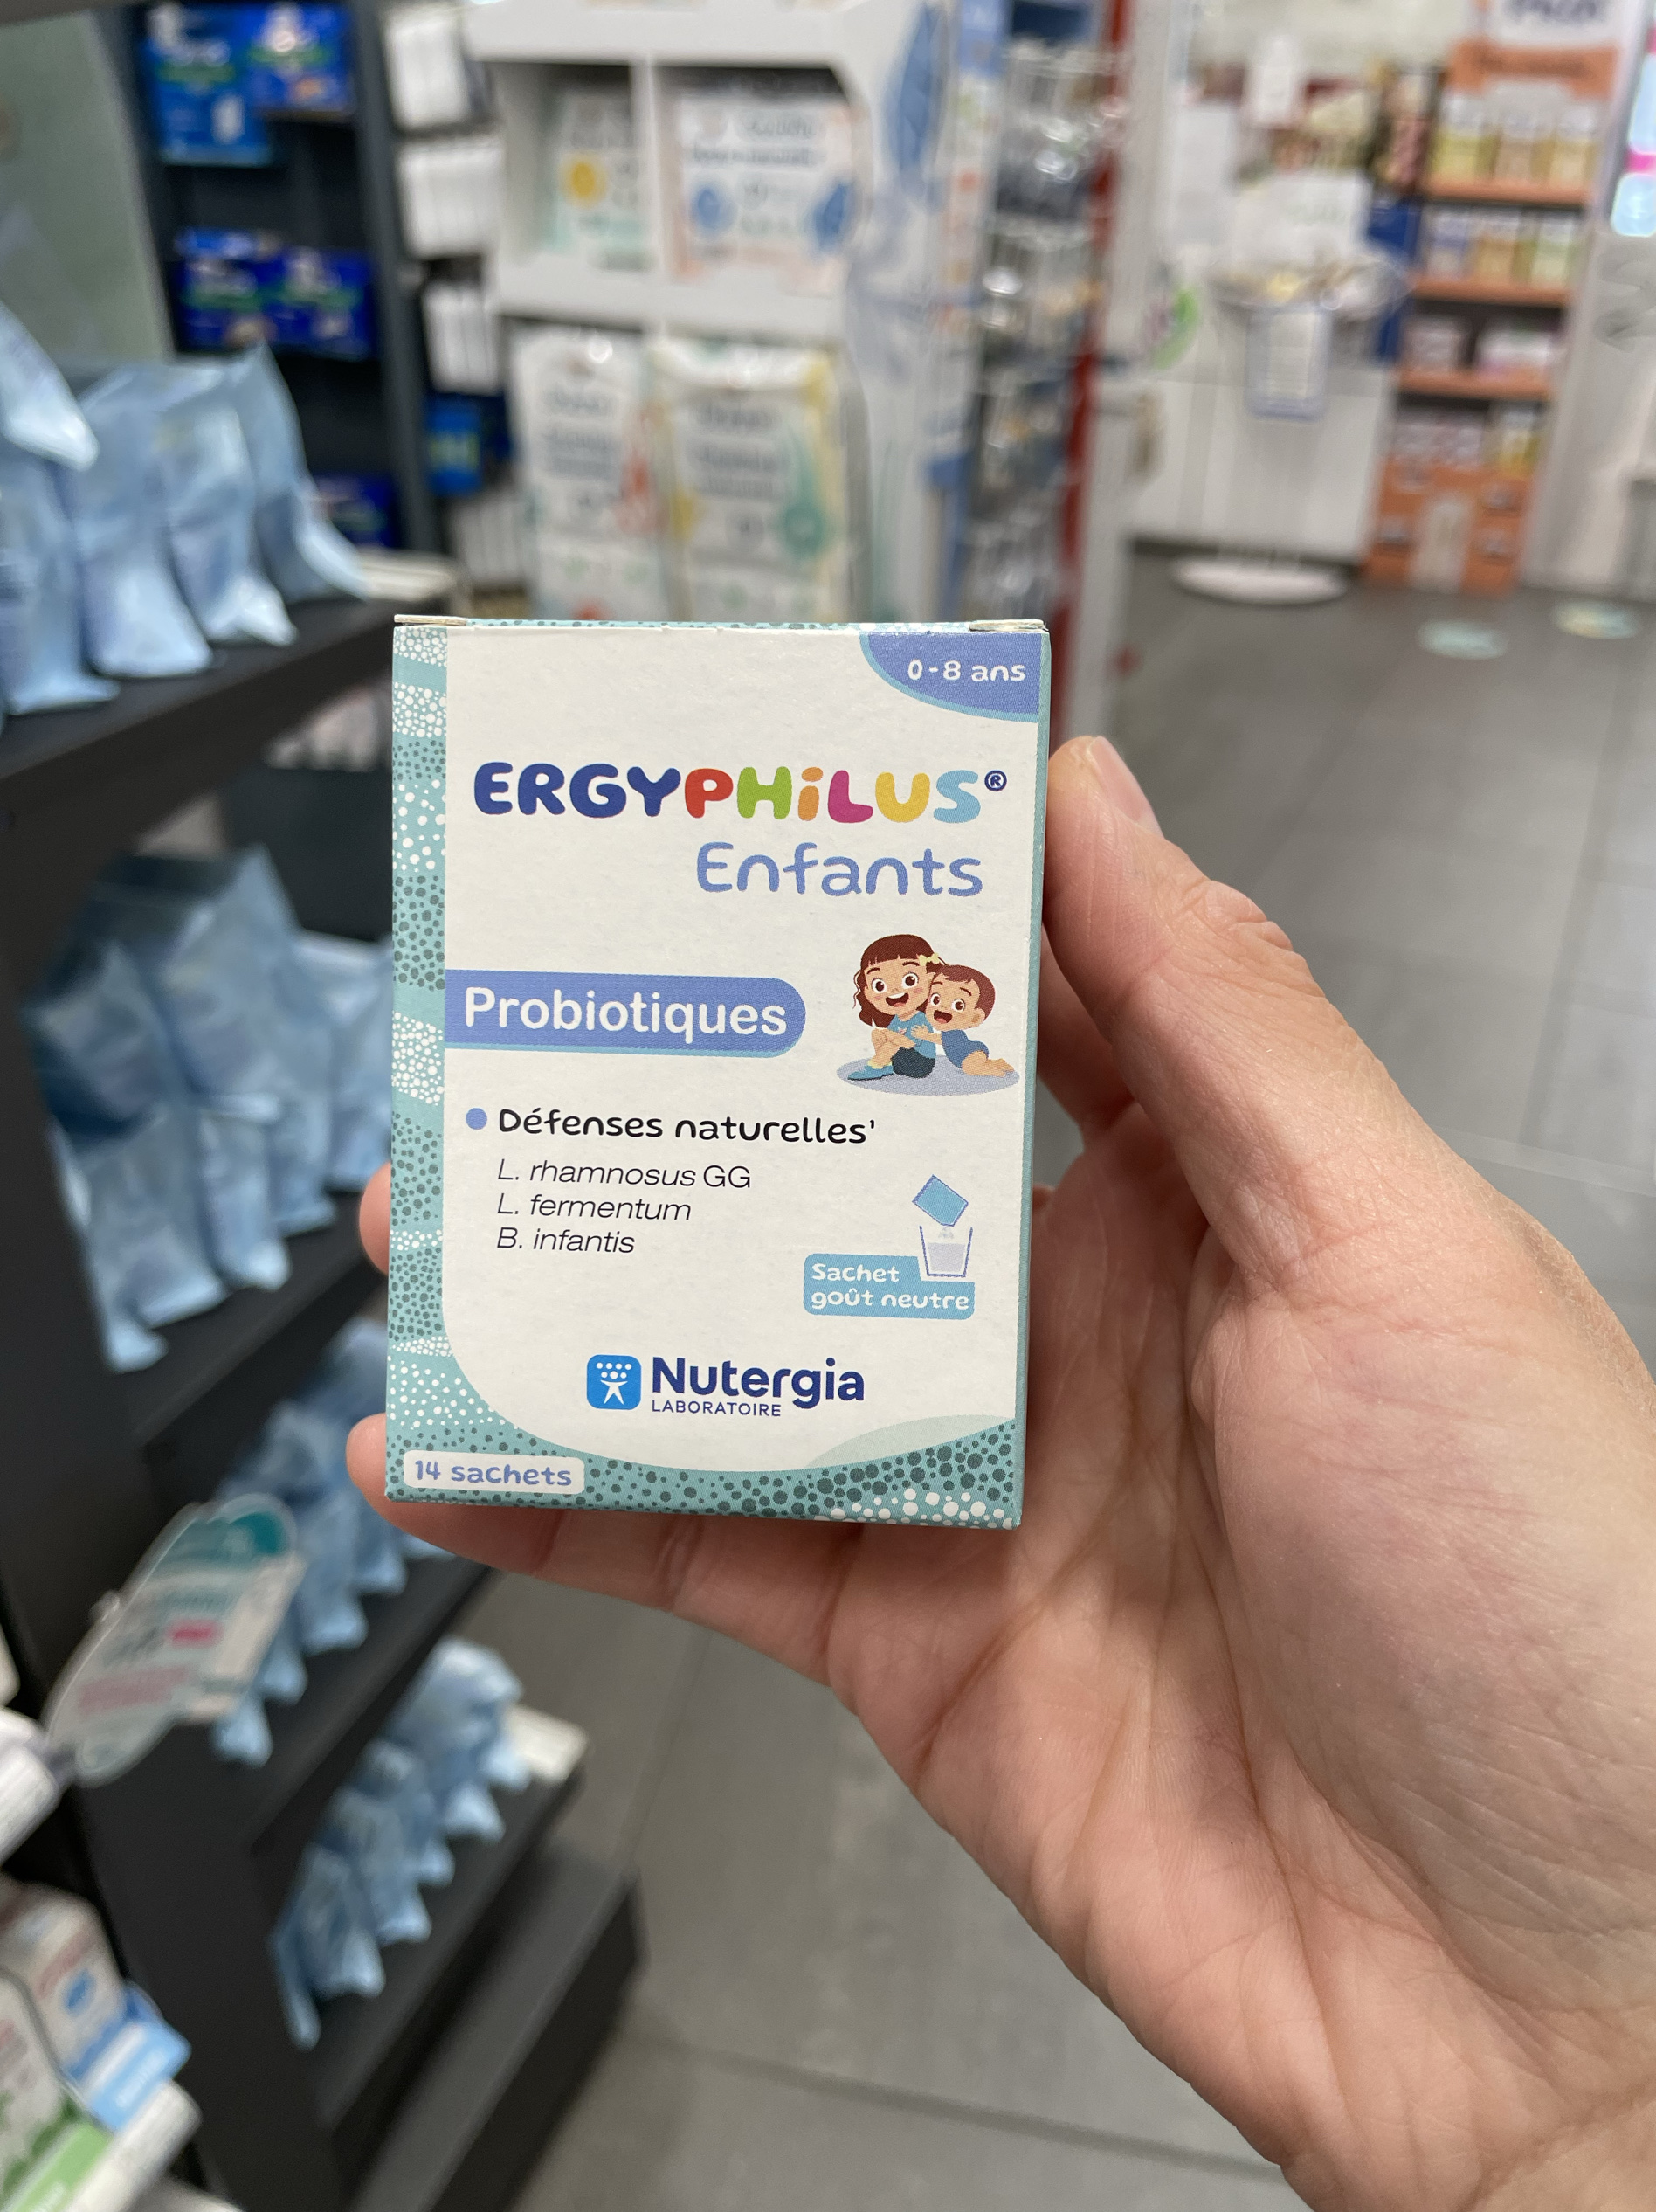 0-8 ans
ERGYPHiLUS®
Enfants
Probiotiques
Défenses naturelles¹
L. rhamnosus GG
L. fermentum
B. infantis
Sachet
goût neutre
Nutergia
LABORATOIRE
14 sachets